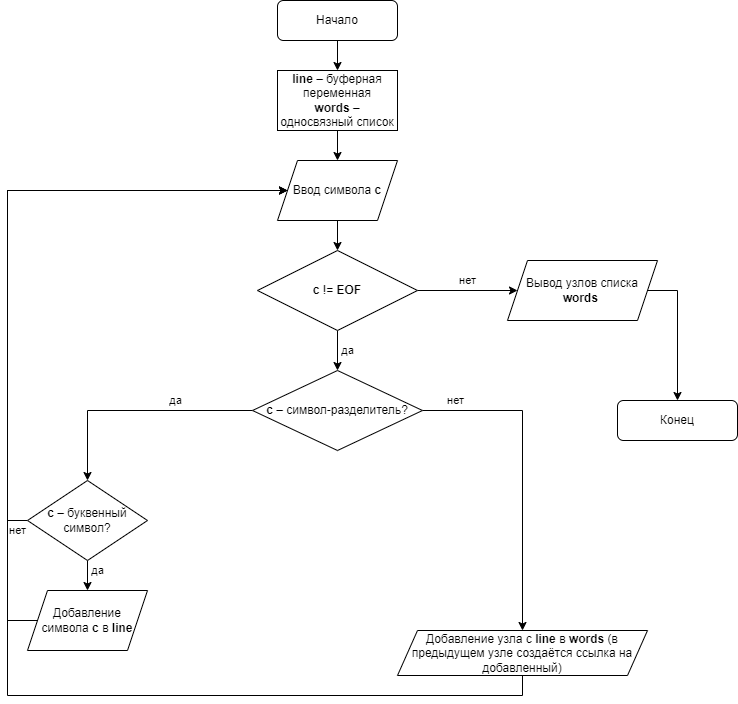 Начало
line – буферная
переменная
words –
односвязный список
Ввод символа c
c != EOF
нет
Вывод узлов списка
words
да
Конец
c – символ-разделитель?
да
нет
c – буквенный
символ?
нет
да
Добавление
символа c в line
Добавление узла с line в words (в
предыдущем узле создаётся ссылка на
добавленный)